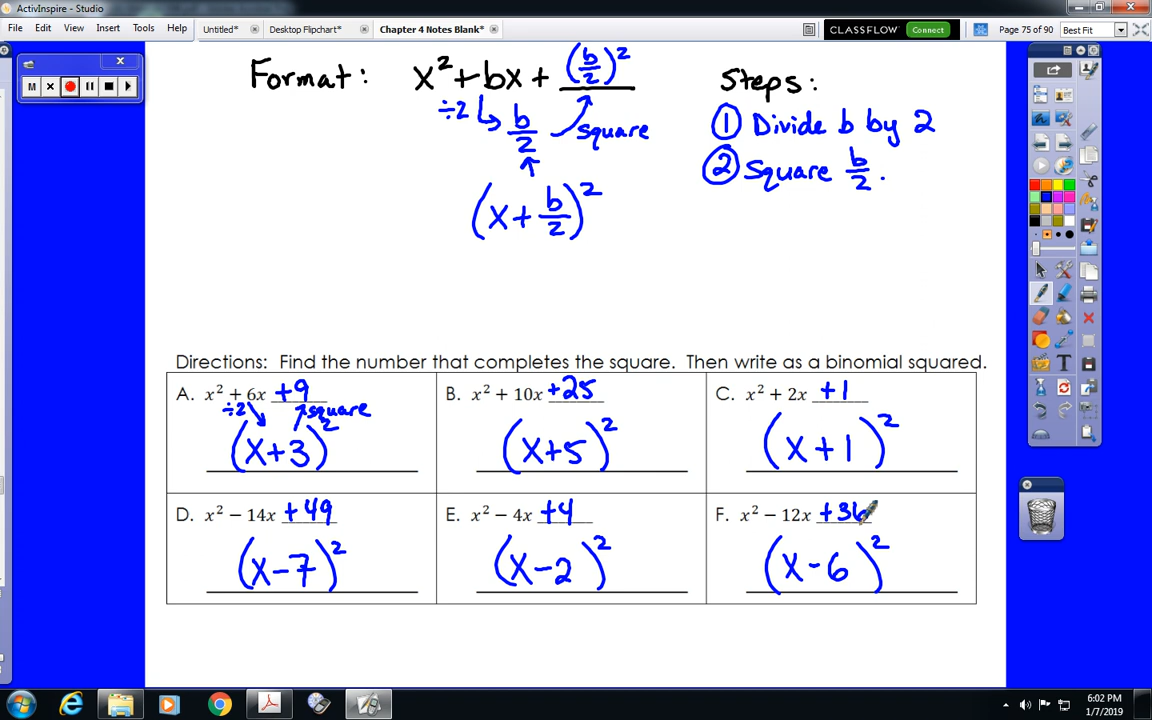 ActivInspire - Studio
File Edit View Insert Tools Help
Untitled* Desktop Flipchart* Chapter 4 Notes Blank*
CLASSFLOW Connect Page 75 of 90 Best Fit
M
Format: x² + bx + (b/2)²
÷2 b/2 square
(x + b/2)²
Steps:
① Divide b by 2
② Square b/2.
Directions: Find the number that completes the square. Then write as a binomial squared.
A. x² + 6x +9
÷2 square
(x+3)²
B. x² + 10x +25
(x+5)²
C. x² + 2x +1
(x+1)²
D. x² − 14x +49
(x−7)²
E. x² − 4x +4
(x−2)²
F. x² − 12x +36
(x−6)²
6:02 PM
1/7/2019